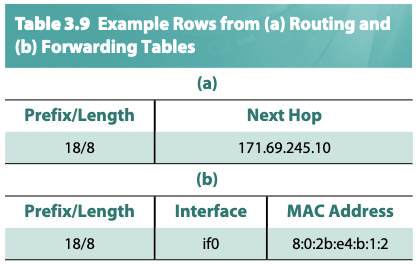 Table 3.9 Example Rows from (a) Routing and
(b) Forwarding Tables
(a)
Prefix/Length Next Hop
18/8 171.69.245.10
(b)
Prefix/Length Interface MAC Address
18/8 if0 8:0:2b:e4:b:1:2